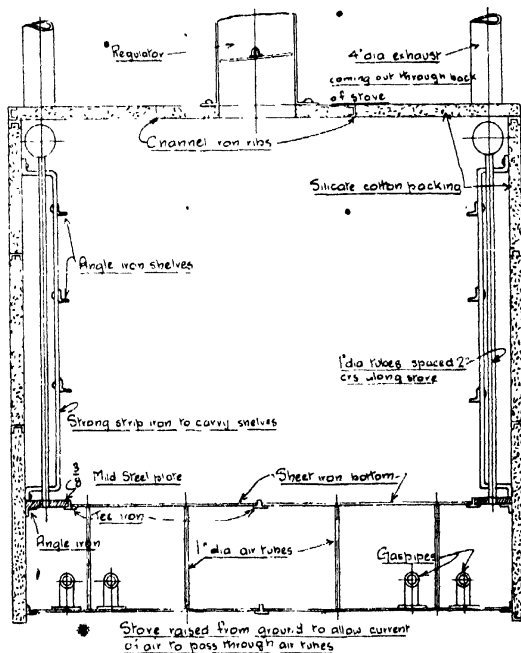 Regulator
4" dia exhaust
coming out through back
of stove
Channel iron ribs
Silicate cotton packing
Angle iron shelves
1" dia tubes spaced 2"
crs along stove
Strong strip iron to carry shelves
3/8
Mild Steel plate
Sheet iron bottom
Tee iron
Angle iron
1" dia air tubes
Gas pipes
Stove raised from ground to allow current
of air to pass through air tubes